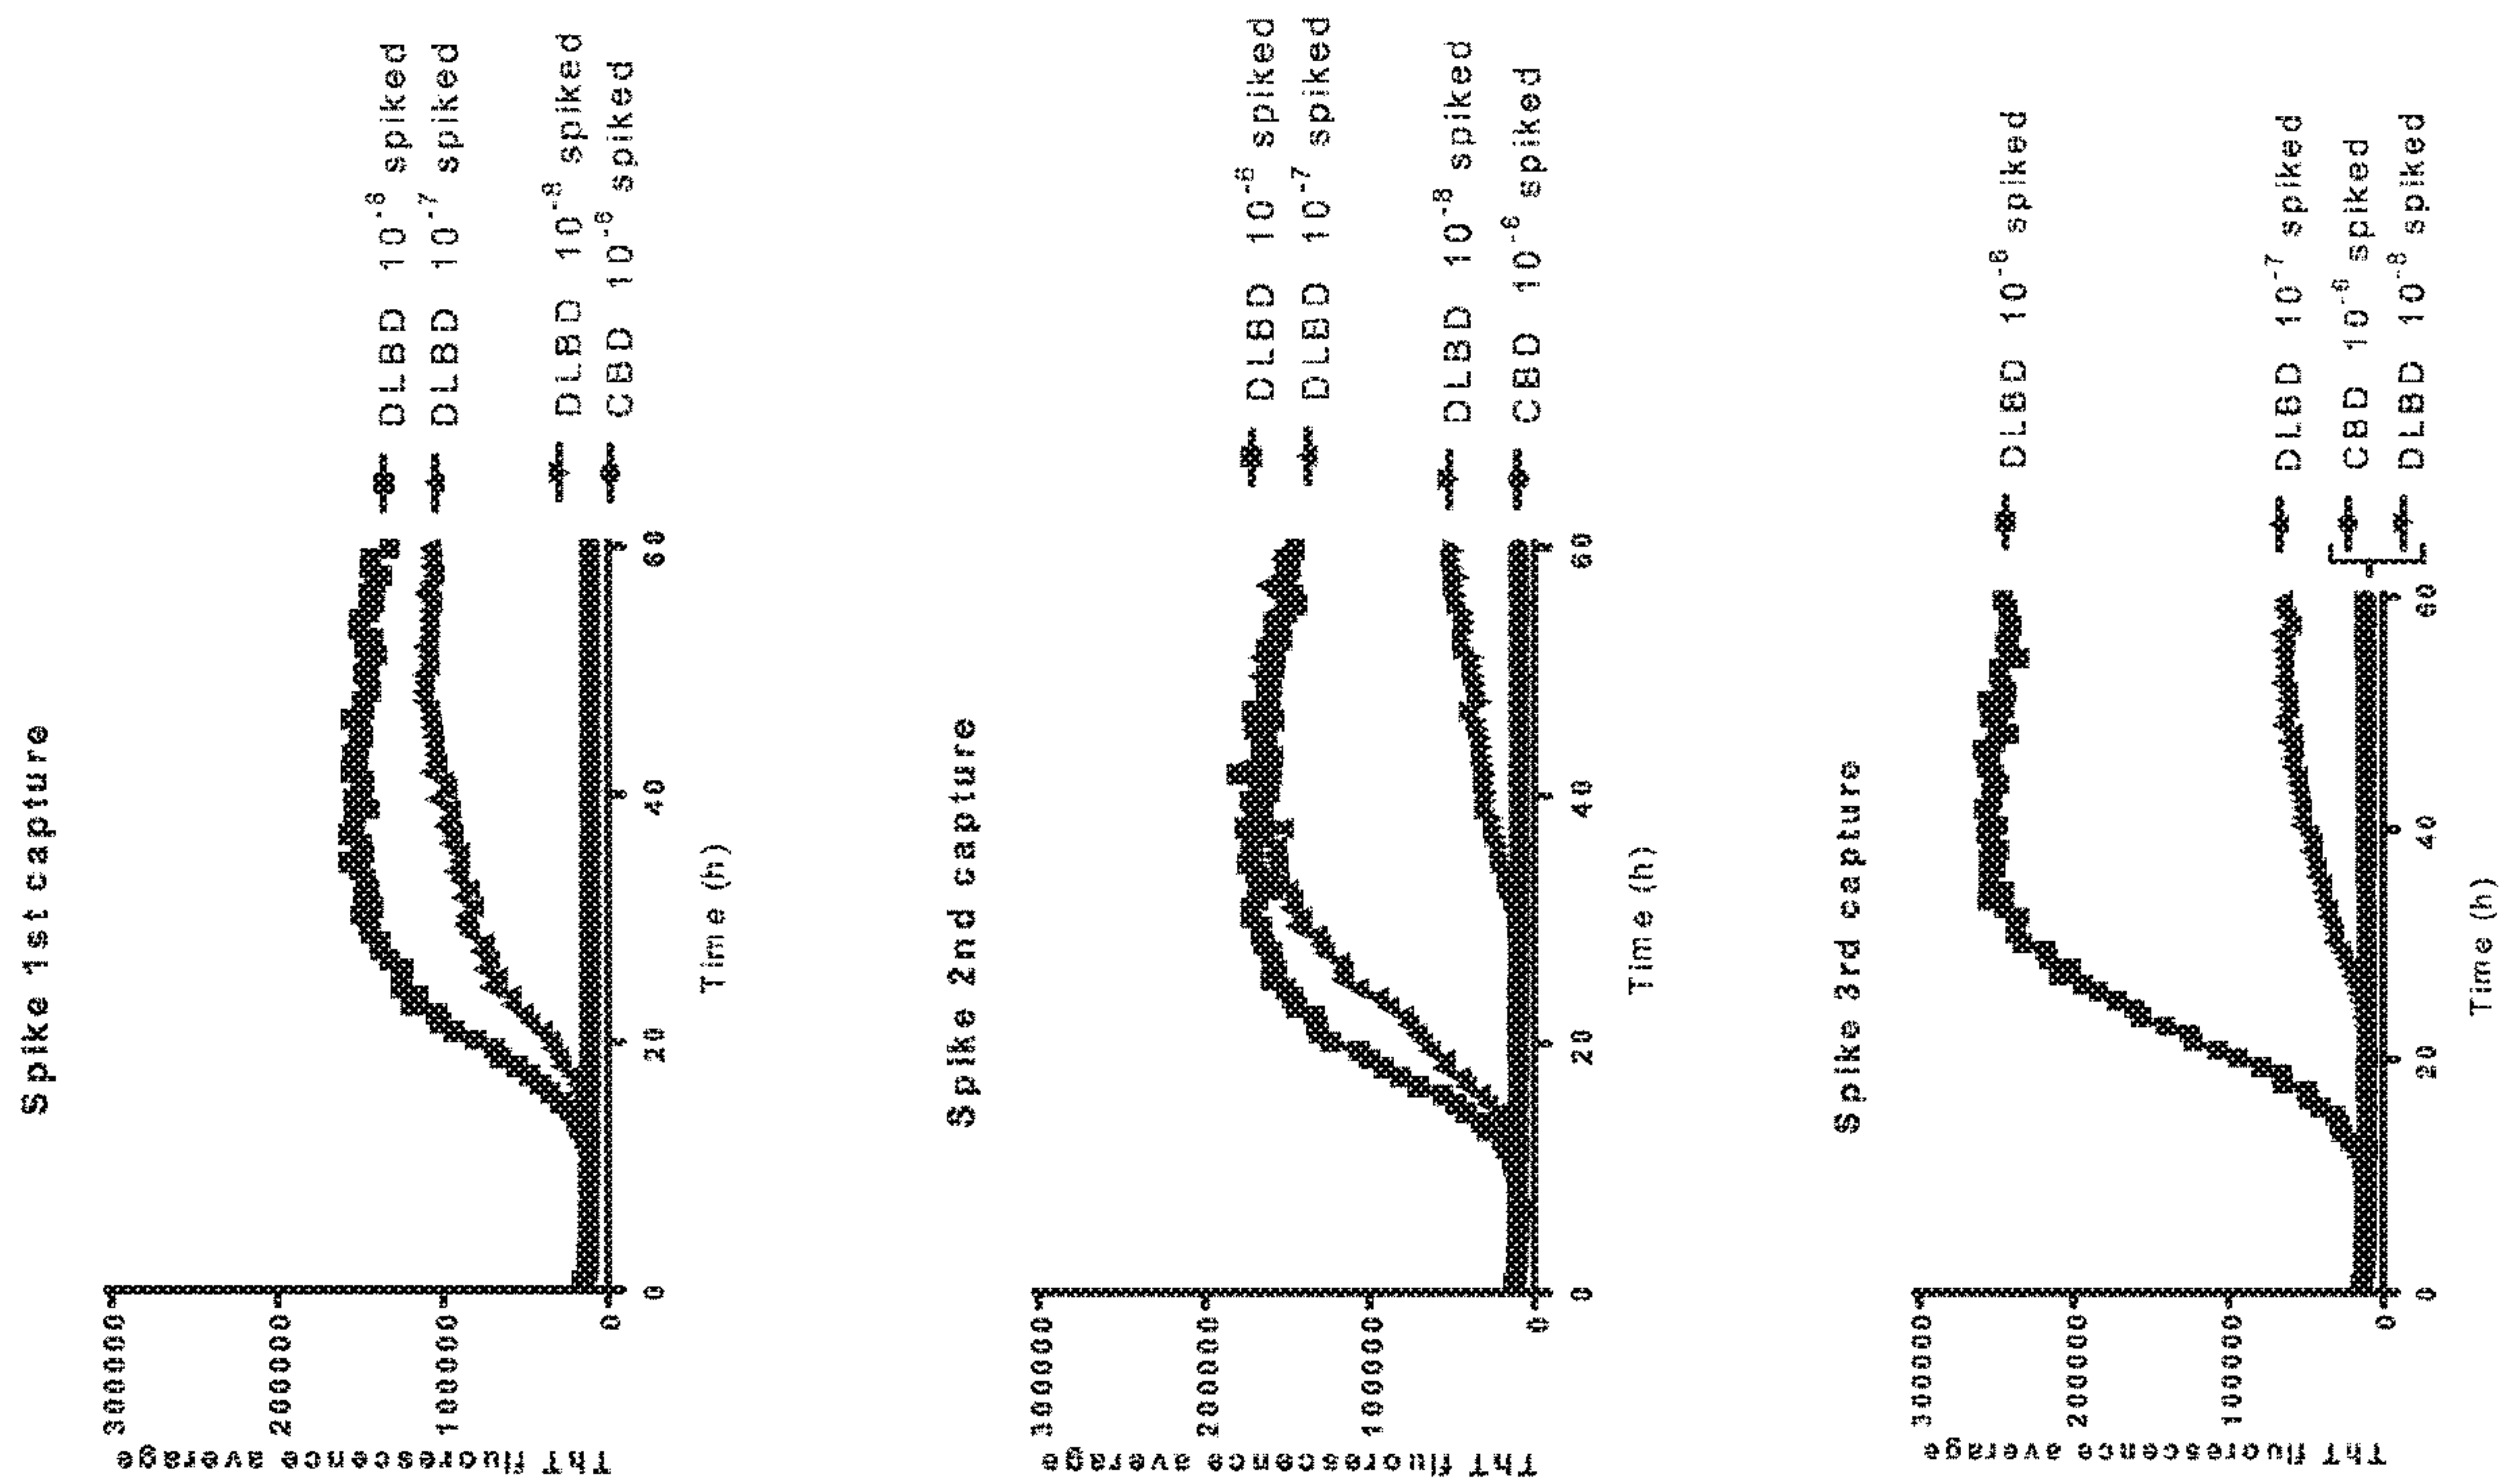 Spike 1st capture
ThT fluorescence average
300000
200000
100000
0
0 20 40 60
Time (h)
DLBD 10⁻⁶ spiked
DLBD 10⁻⁷ spiked
DLBD 10⁻⁸ spiked
CBD 10⁻⁶ spiked
Spike 2nd capture
ThT fluorescence average
300000
200000
100000
0
0 20 40 60
Time (h)
DLBD 10⁻⁶ spiked
DLBD 10⁻⁷ spiked
DLBD 10⁻⁸ spiked
CBD 10⁻⁶ spiked
Spike 3rd capture
ThT fluorescence average
300000
200000
100000
0
0 20 40 60
Time (h)
DLBD 10⁻⁶ spiked
DLBD 10⁻⁷ spiked
CBD 10⁻⁶ spiked
DLBD 10⁻⁸ spiked